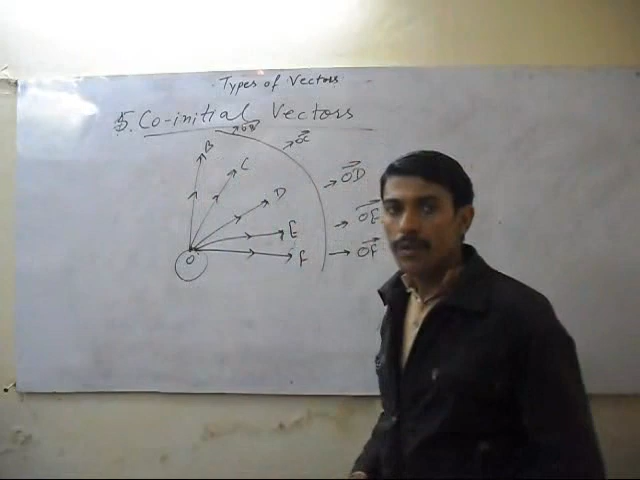 Types of Vectors
5. Co-initial Vectors
→ OB
→ OC
B
C
→ OD
D
→ OE
E
→ OF
F
O